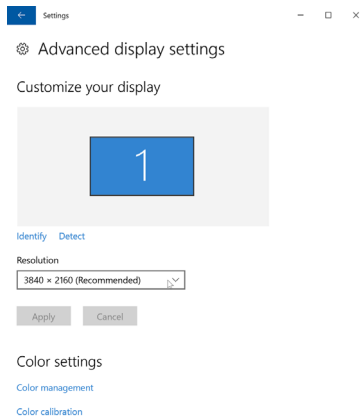 Settings
Advanced display settings
Customize your display
1
Identify Detect
Resolution
3840 × 2160 (Recommended)
Apply Cancel
Color settings
Color management
Color calibration